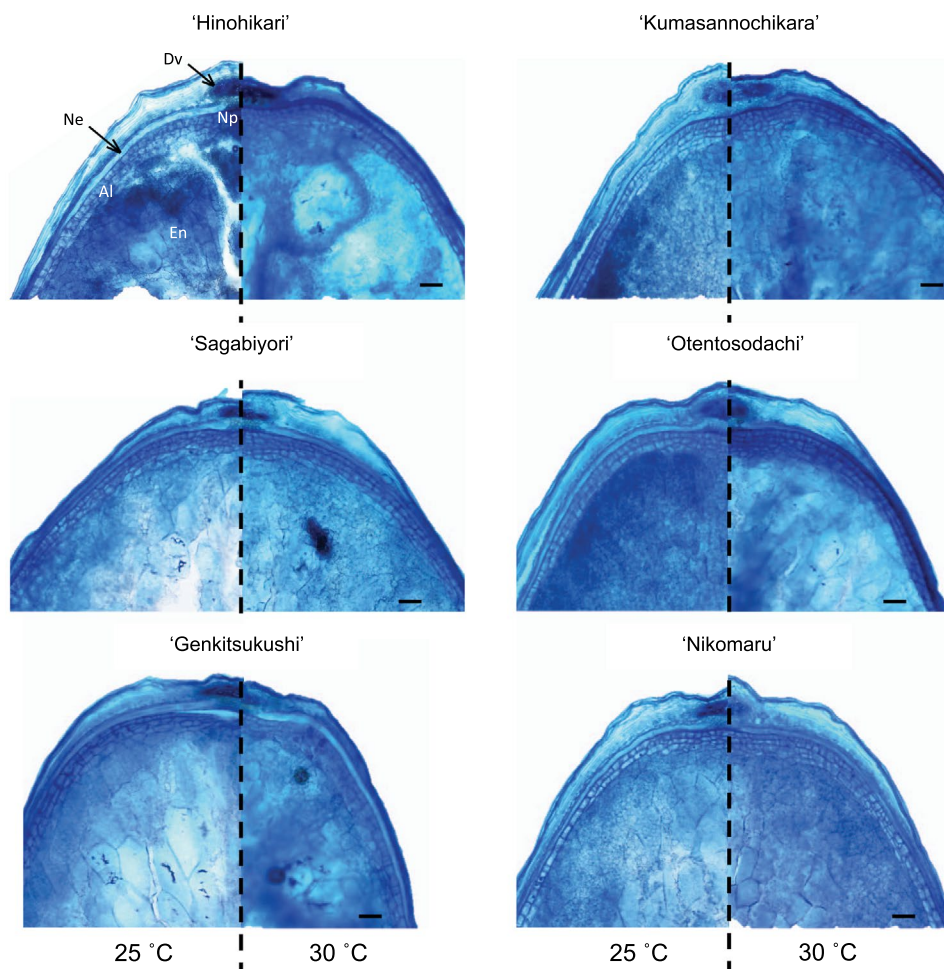 ‘Hinohikari’
‘Kumasannochikara’
Dv
Ne
Np
Al
En
‘Sagabiyori’
‘Otentosodachi’
‘Genkitsukushi’
‘Nikomaru’
25 ˚C
30 ˚C
25 ˚C
30 ˚C